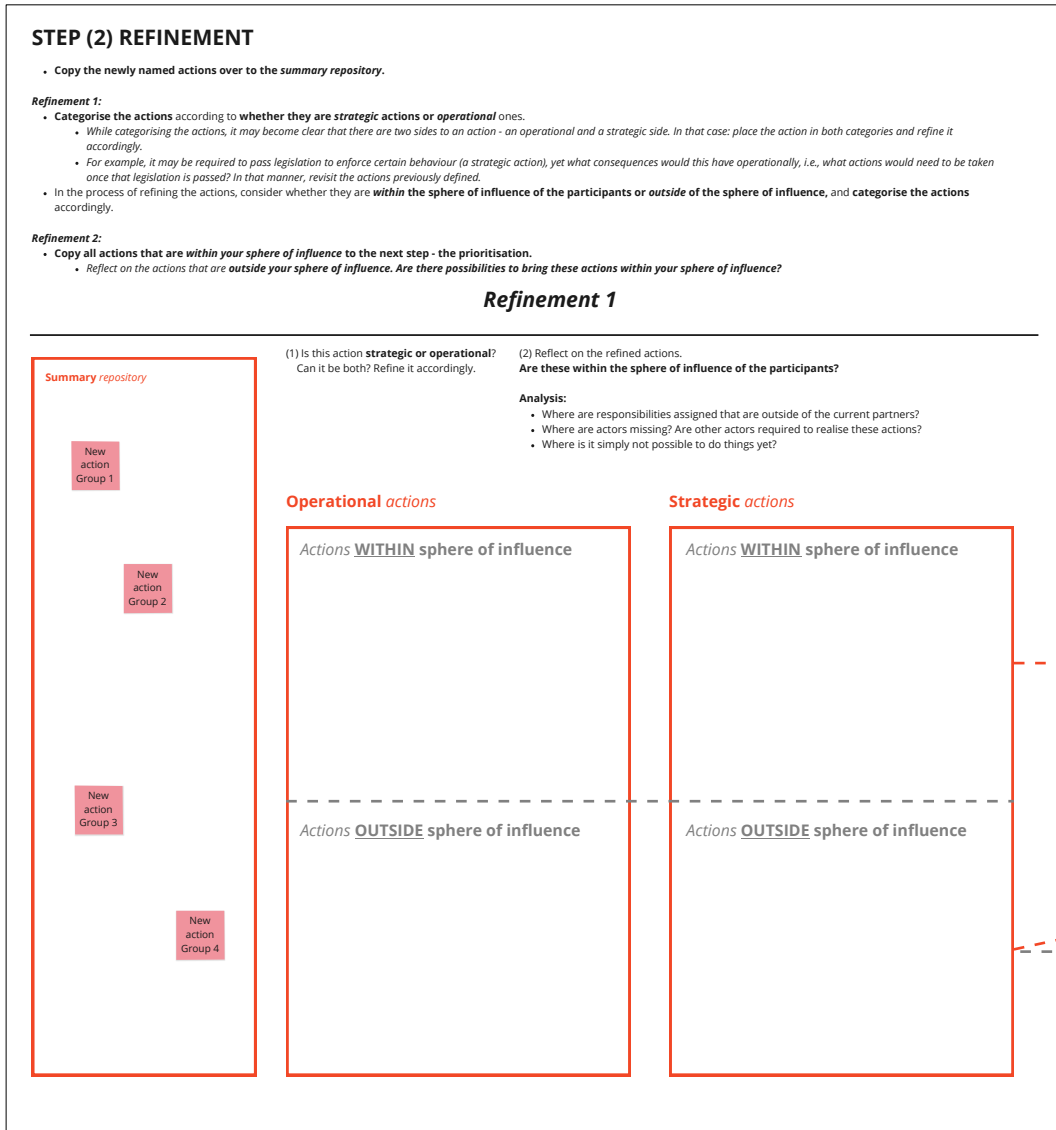 STEP (2) REFINEMENT
• Copy the newly named actions over to the summary repository.
Refinement 1:
• Categorise the actions according to whether they are strategic actions or operational ones.
• While categorising the actions, it may become clear that there are two sides to an action - an operational and a strategic side. In that case: place the action in both categories and refine it
accordingly.
• For example, it may be required to pass legislation to enforce certain behaviour (a strategic action), yet what consequences would this have operationally, i.e., what actions would need to be taken
once that legislation is passed? In that manner, revisit the actions previously defined.
• In the process of refining the actions, consider whether they are within the sphere of influence of the participants or outside of the sphere of influence, and categorise the actions
accordingly.
Refinement 2:
• Copy all actions that are within your sphere of influence to the next step - the prioritisation.
• Reflect on the actions that are outside your sphere of influence. Are there possibilities to bring these actions within your sphere of influence?
Refinement 1
Summary repository
New
action
Group 1
New
action
Group 2
New
action
Group 3
New
action
Group 4
(1) Is this action strategic or operational?
Can it be both? Refine it accordingly.
(2) Reflect on the refined actions.
Are these within the sphere of influence of the participants?
Analysis:
• Where are responsibilities assigned that are outside of the current partners?
• Where are actors missing? Are other actors required to realise these actions?
• Where is it simply not possible to do things yet?
Operational actions
Actions WITHIN sphere of influence
Actions OUTSIDE sphere of influence
Strategic actions
Actions WITHIN sphere of influence
Actions OUTSIDE sphere of influence